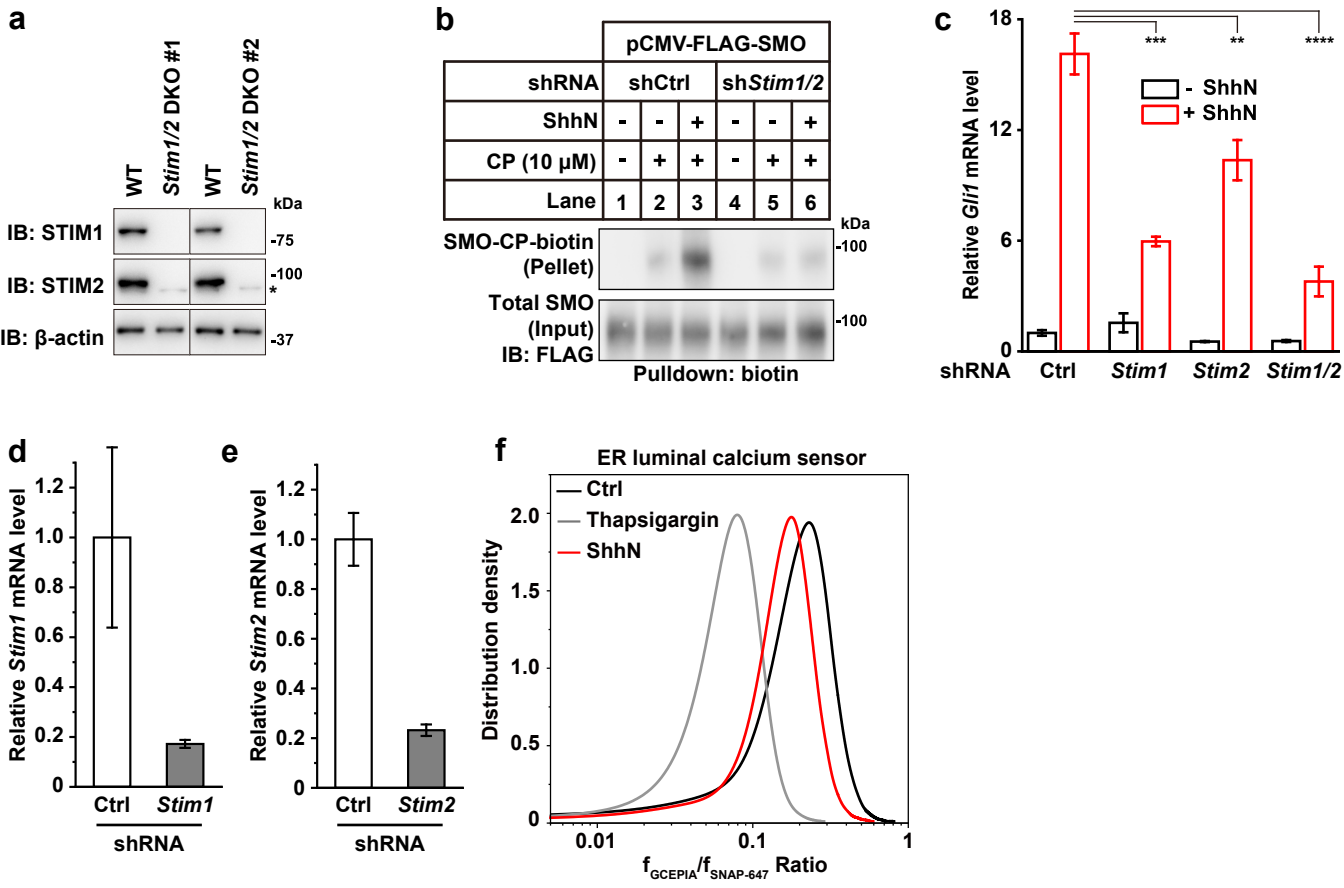 a
WT
Stim1/2 DKO #1
WT
Stim1/2 DKO #2
kDa
IB: STIM1
-75
IB: STIM2
-100
*
IB: β-actin
-37
b
pCMV-FLAG-SMO
shRNA shCtrl shStim1/2
ShhN - - + - - +
CP (10 µM) - + + - + +
Lane 1 2 3 4 5 6
kDa
SMO-CP-biotin
(Pellet)
-100
Total SMO
(Input)
IB: FLAG
-100
Pulldown: biotin
c
Relative Gli1 mRNA level
18
12
6
0
*** ** ****
- ShhN
+ ShhN
shRNA Ctrl Stim1 Stim2 Stim1/2
d
Relative Stim1 mRNA level
1.2
1.0
0.8
0.6
0.4
0.2
0
Ctrl Stim1
shRNA
e
Relative Stim2 mRNA level
1.2
1.0
0.8
0.6
0.4
0.2
0
Ctrl Stim2
shRNA
f
ER luminal calcium sensor
Ctrl
Thapsigargin
ShhN
Distribution density
2.0
1.5
1.0
0.5
0
0.01 0.1 1
fGCEPIA/fSNAP-647 Ratio